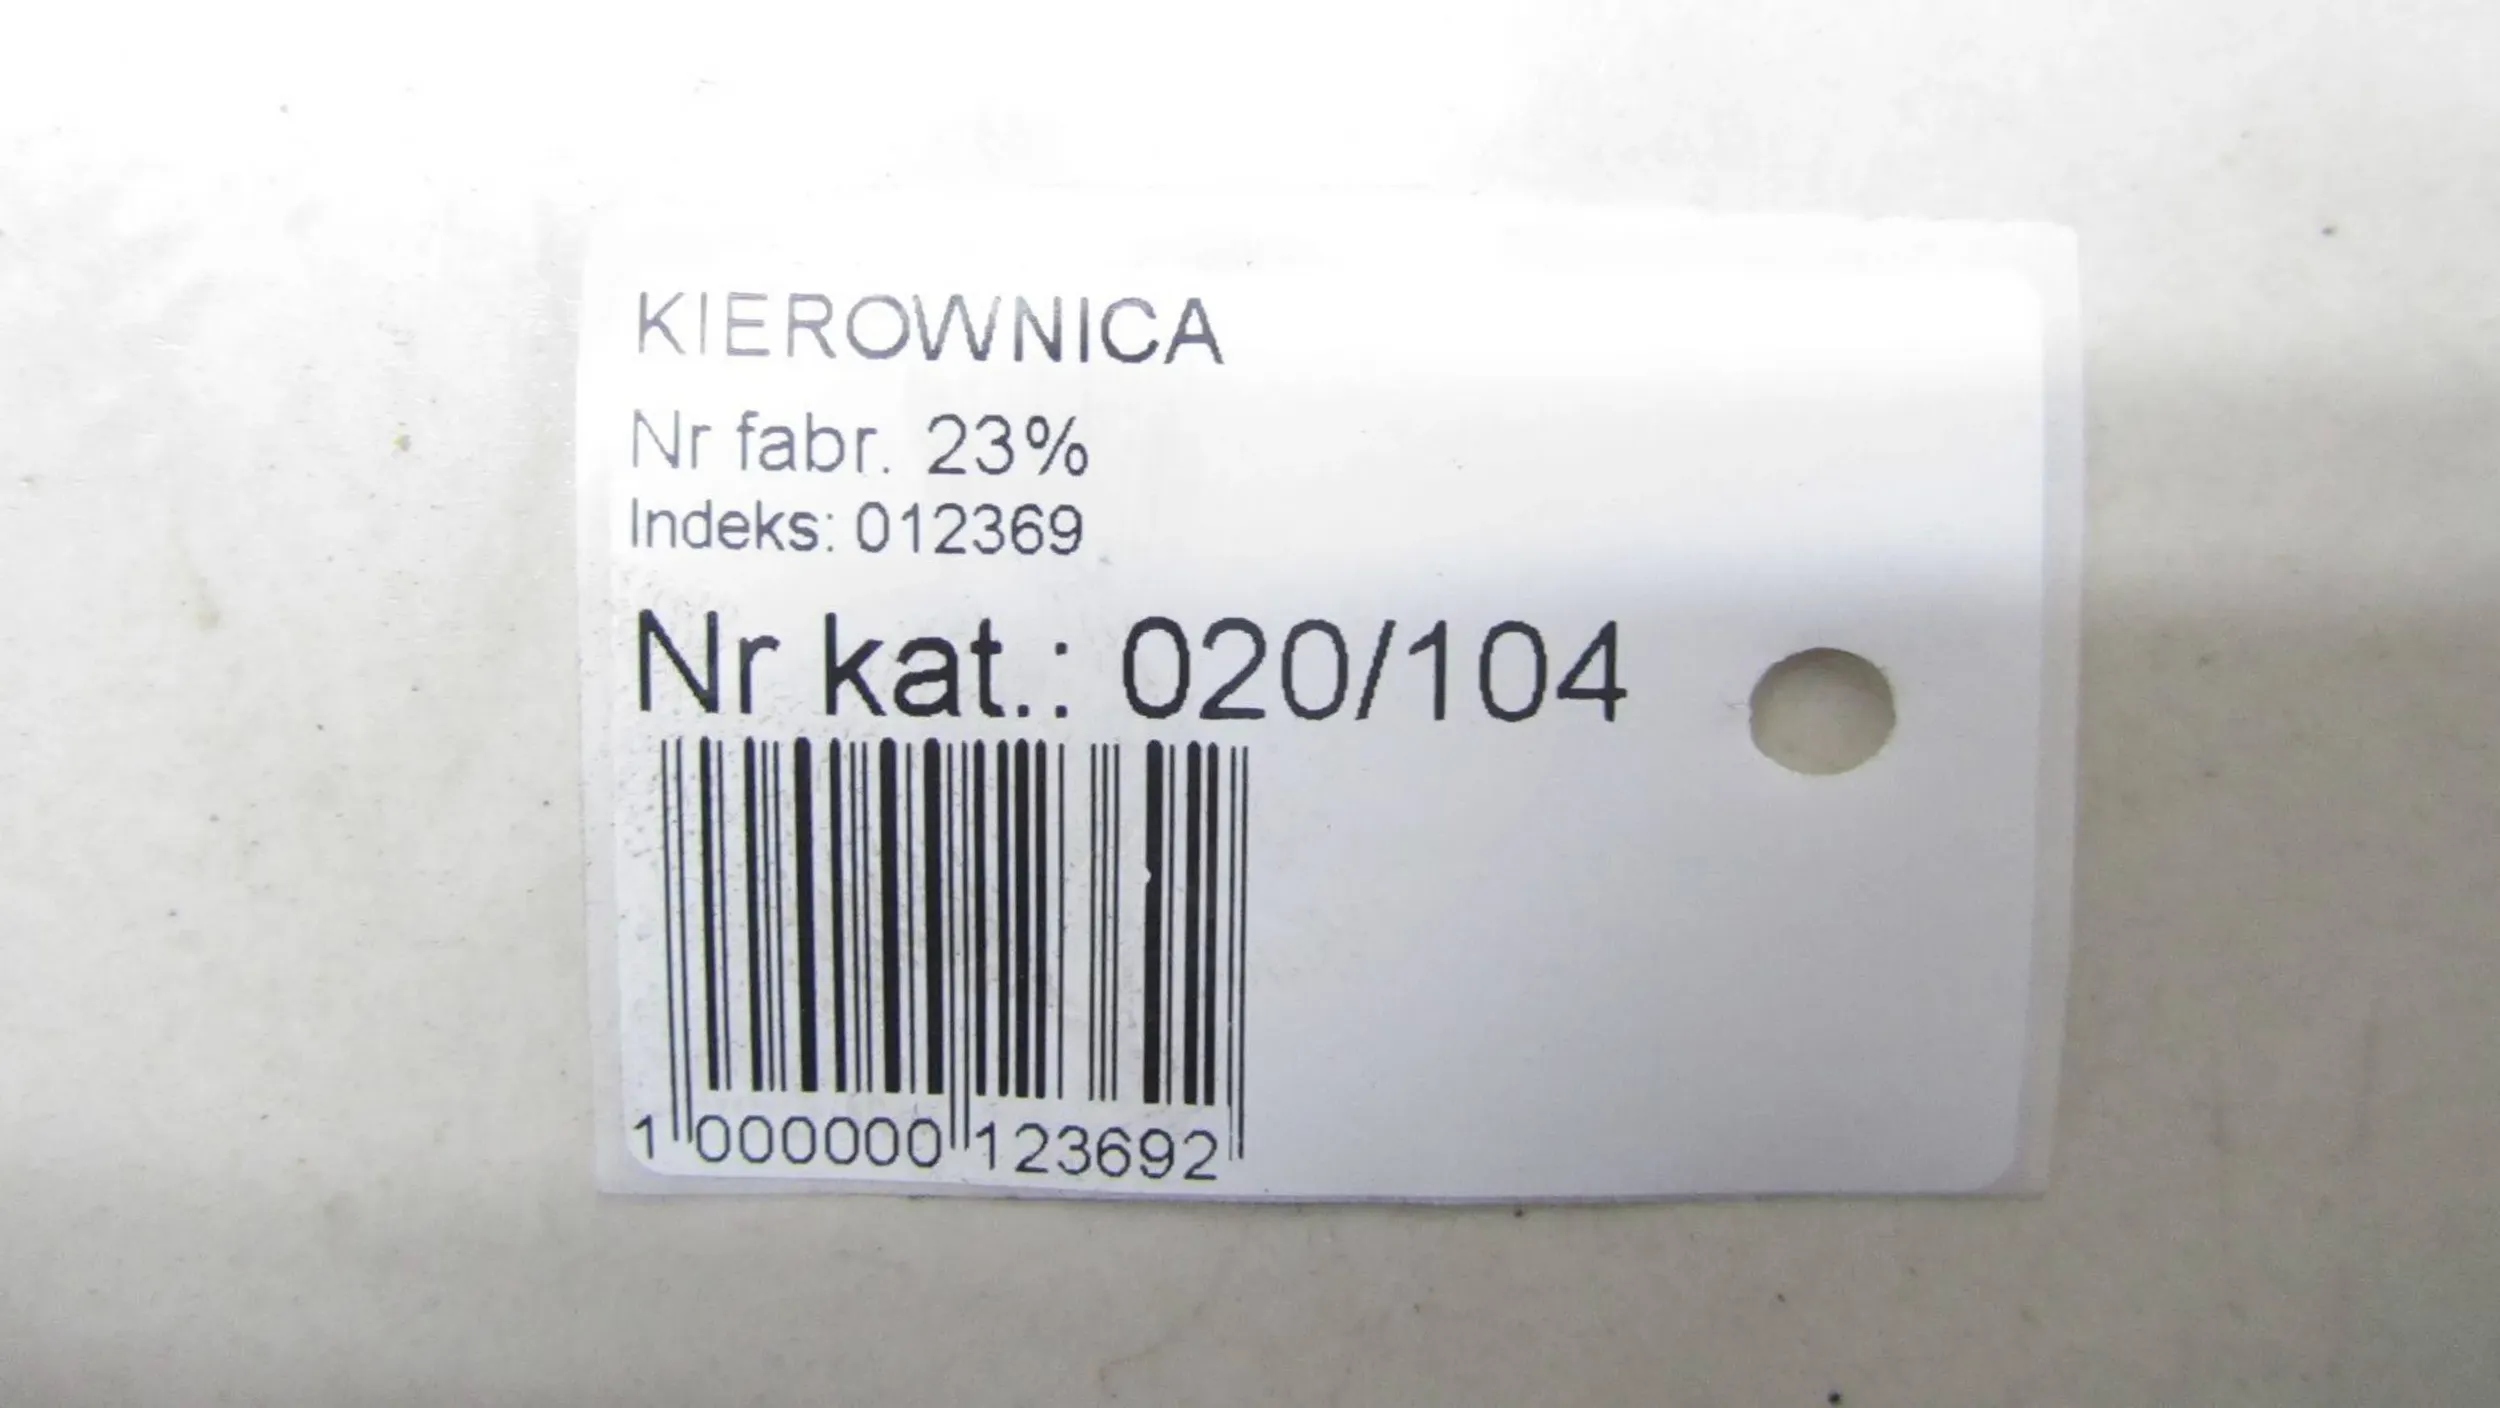 KIEROWNICA
Nr fabr. 23%
Indeks: 012369
Nr kat.: 020/104
1 000000 123692